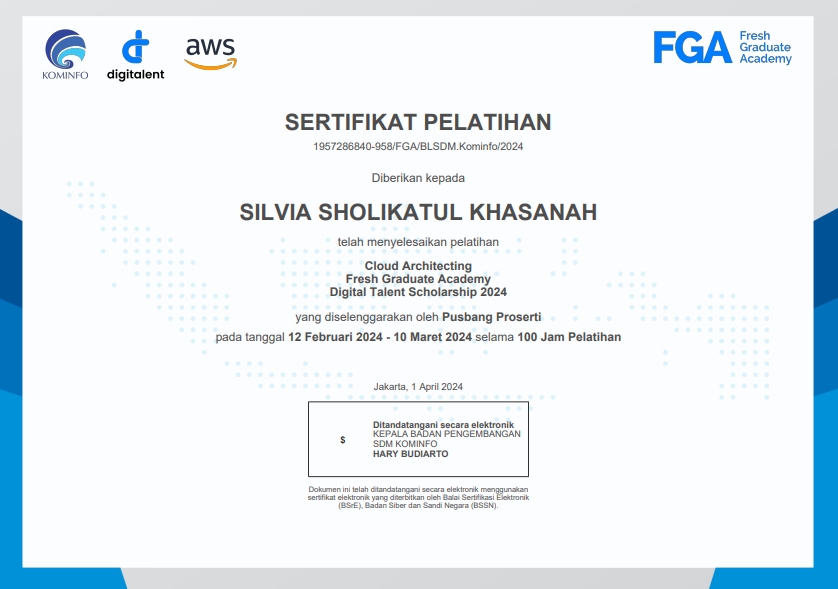 KOMINFO
digitalent
aws
FGA
Fresh
Graduate
Academy
SERTIFIKAT PELATIHAN
1957286840-958/FGA/BLSDM.Kominfo/2024
Diberikan kepada
SILVIA SHOLIKATUL KHASANAH
telah menyelesaikan pelatihan
Cloud Architecting
Fresh Graduate Academy
Digital Talent Scholarship 2024
yang diselenggarakan oleh Pusbang Proserti
pada tanggal 12 Februari 2024 - 10 Maret 2024 selama 100 Jam Pelatihan
Jakarta, 1 April 2024
$
Ditandatangani secara elektronik
KEPALA BADAN PENGEMBANGAN
SDM KOMINFO
HARY BUDIARTO
Dokumen ini telah ditandatangani secara elektronik menggunakan
sertifikat elektronik yang diterbitkan oleh Balai Sertifikasi Elektronik
(BSrE), Badan Siber dan Sandi Negara (BSSN).